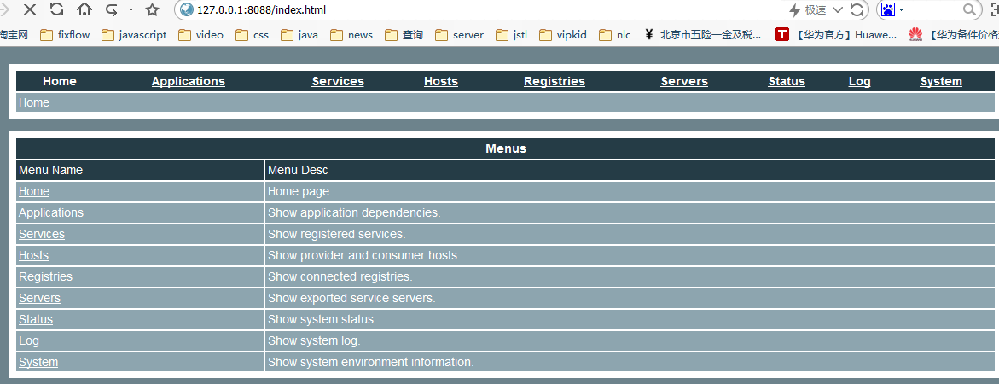 127.0.0.1:8088/index.html 极速
淘宝网 fixflow javascript video css java news 查询 server jstl vipkid nlc ¥ 北京市五险一金及税... 【华为官方】Huawe... 【华为备件价格
Home Applications Services Hosts Registries Servers Status Log System
Home
Menus
Menu Name Menu Desc
Home Home page.
Applications Show application dependencies.
Services Show registered services.
Hosts Show provider and consumer hosts
Registries Show connected registries.
Servers Show exported service servers.
Status Show system status.
Log Show system log.
System Show system environment information.